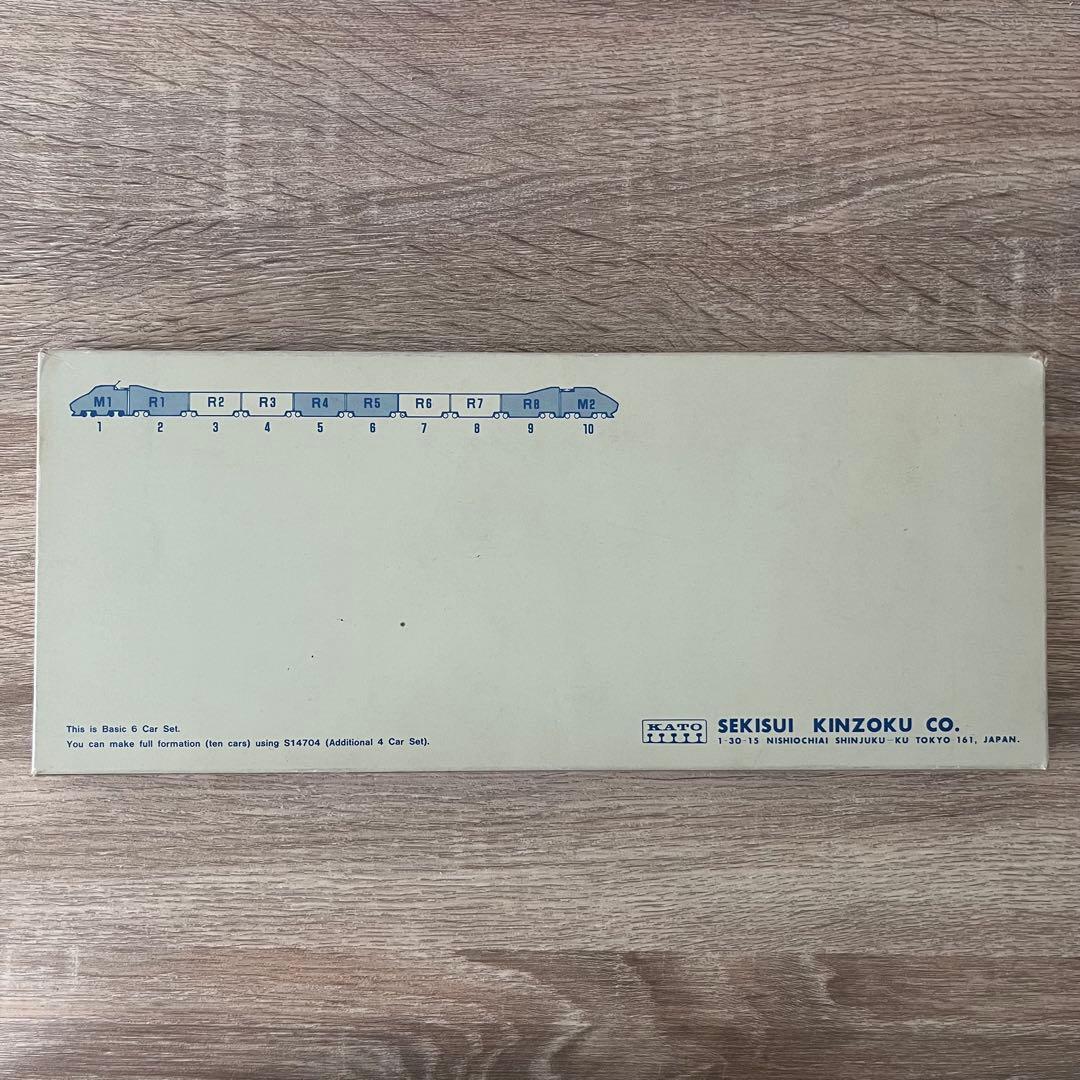 M1 R1 R2 R3 R4 R5 R6 R7 R8 M2
1 2 3 4 5 6 7 8 9 10
This is Basic 6 Car Set.
You can make full formation (ten cars) using S14704 (Additional 4 Car Set).
KATO
SEKISUI KINZOKU CO.
1-30-15 NISHIOCHIAI SHINJUKU-KU TOKYO 161, JAPAN.